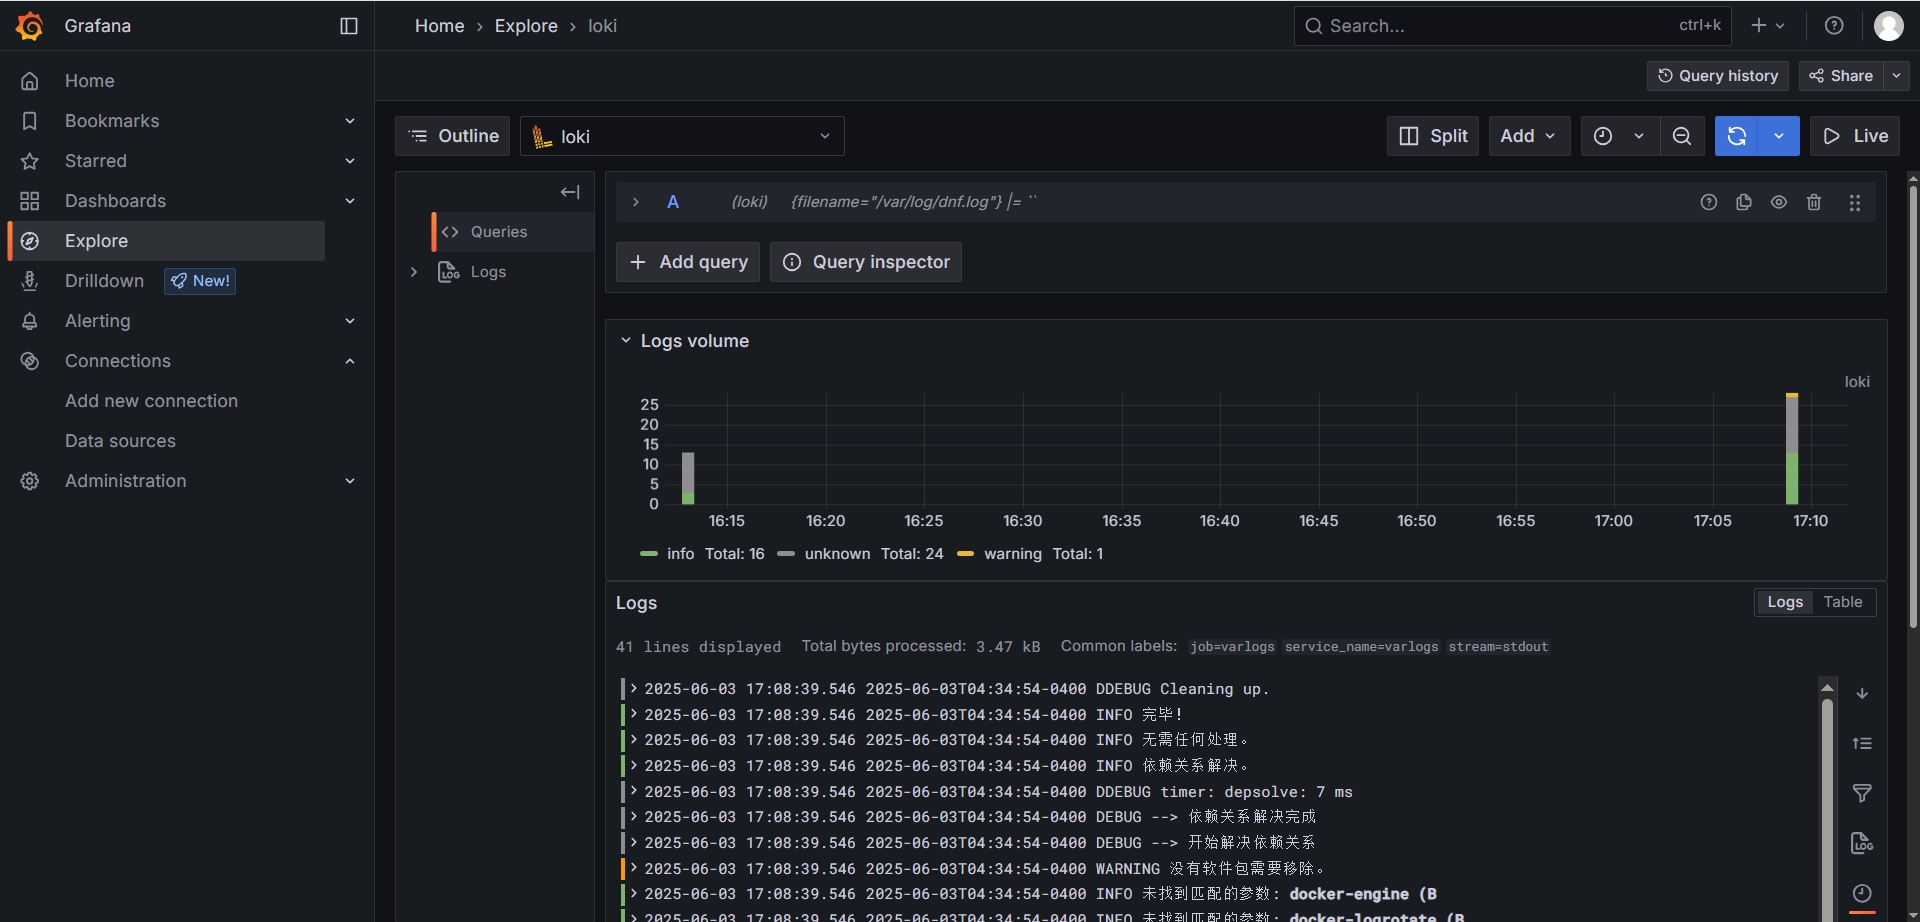 Grafana
Home › Explore › loki
Search...
ctrl+k
Query history
Share
Home
Bookmarks
Starred
Dashboards
Explore
Drilldown
New!
Alerting
Connections
Add new connection
Data sources
Administration
Outline
loki
Split
Add
Live
Queries
Logs
A (loki) {filename="/var/log/dnf.log"} |= ``
+ Add query
Query inspector
Logs volume
loki
25
20
15
10
5
0
16:15 16:20 16:25 16:30 16:35 16:40 16:45 16:50 16:55 17:00 17:05 17:10
info Total: 16 unknown Total: 24 warning Total: 1
Logs
Logs Table
41 lines displayed Total bytes processed: 3.47 kB Common labels: job=varlogs service_name=varlogs stream=stdout
2025-06-03 17:08:39.546 2025-06-03T04:34:54-0400 DDEBUG Cleaning up.
2025-06-03 17:08:39.546 2025-06-03T04:34:54-0400 INFO 完毕!
2025-06-03 17:08:39.546 2025-06-03T04:34:54-0400 INFO 无需任何处理。
2025-06-03 17:08:39.546 2025-06-03T04:34:54-0400 INFO 依赖关系解决。
2025-06-03 17:08:39.546 2025-06-03T04:34:54-0400 DDEBUG timer: depsolve: 7 ms
2025-06-03 17:08:39.546 2025-06-03T04:34:54-0400 DEBUG --> 依赖关系解决完成
2025-06-03 17:08:39.546 2025-06-03T04:34:54-0400 DEBUG --> 开始解决依赖关系
2025-06-03 17:08:39.546 2025-06-03T04:34:54-0400 WARNING 没有软件包需要移除。
2025-06-03 17:08:39.546 2025-06-03T04:34:54-0400 INFO 未找到匹配的参数: docker-engine (B
2025-06-03 17:08:39.546 2025-06-03T04:34:54-0400 INFO 未找到匹配的参数: docker-logrotate (B
LOG
LOG